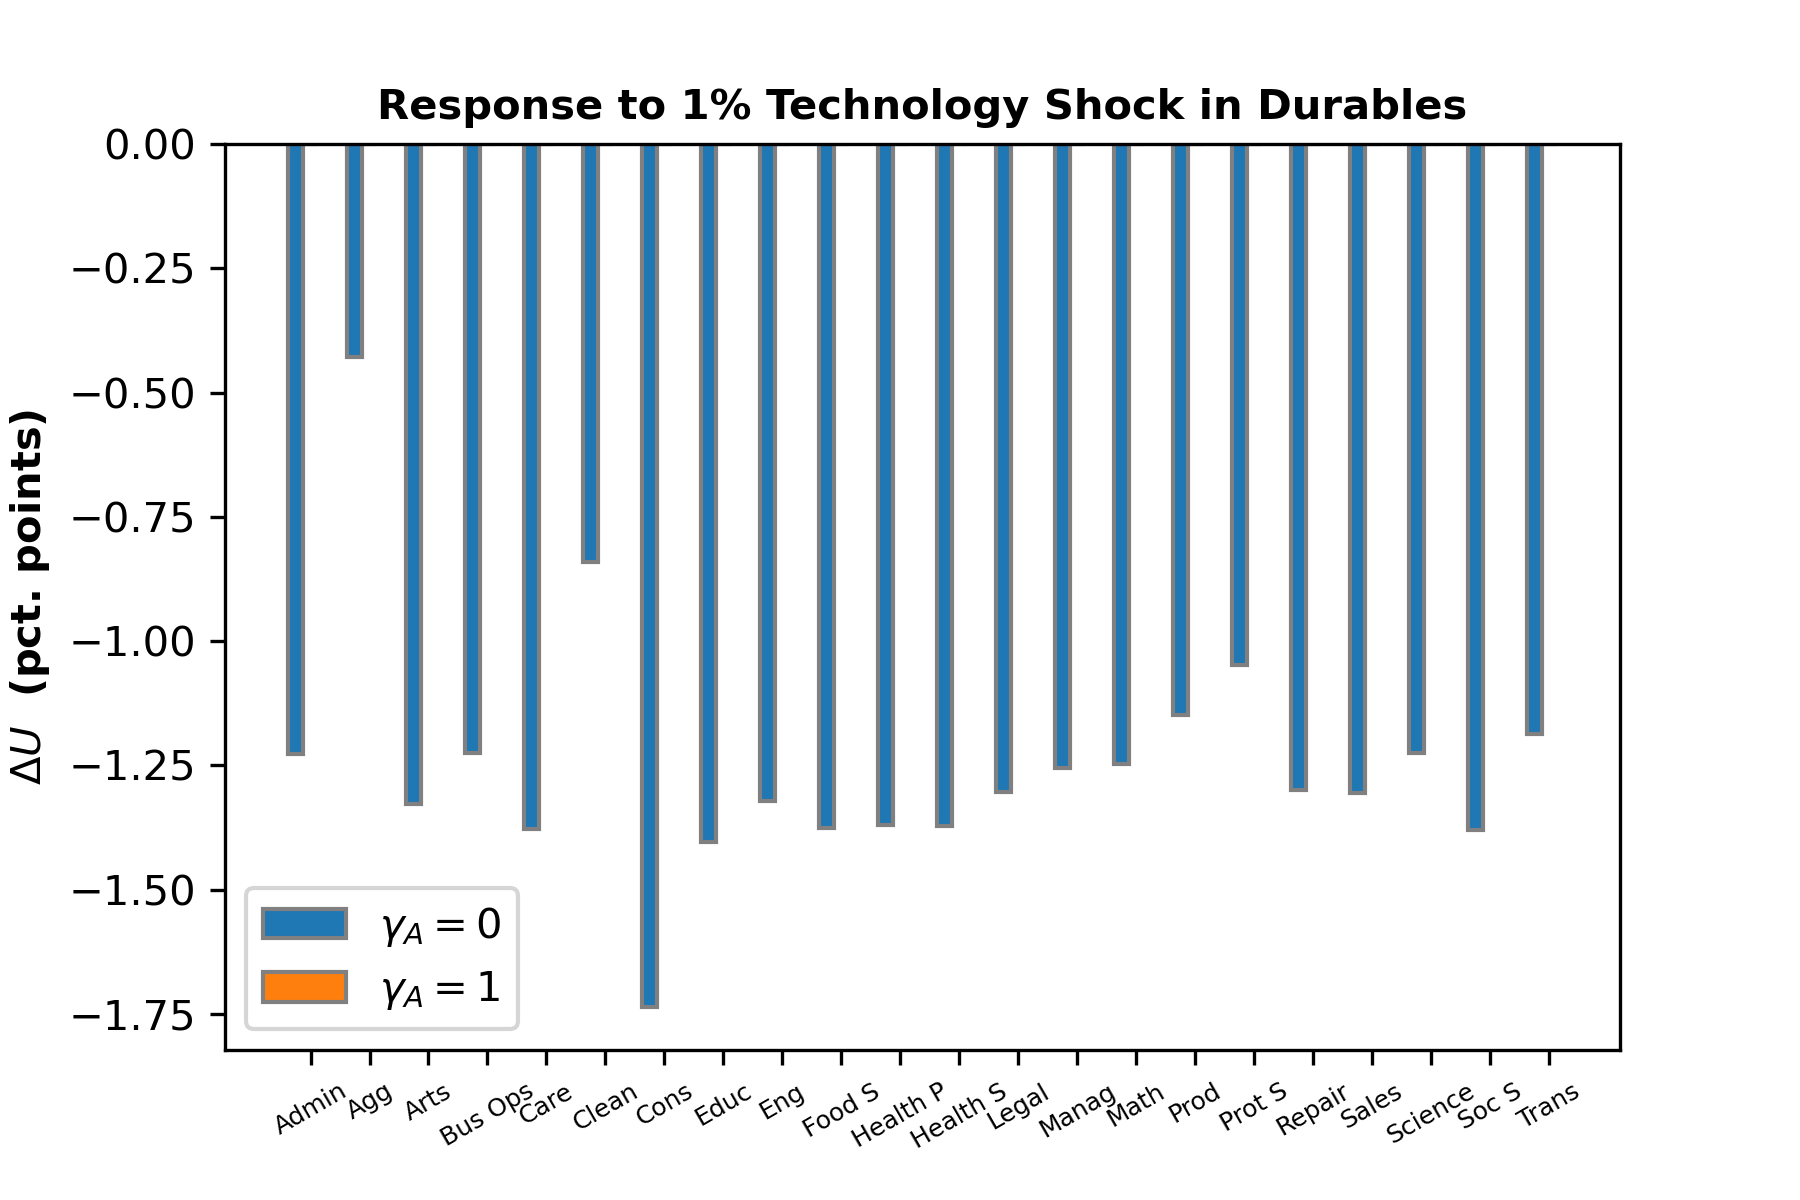 Response to 1% Technology Shock in Durables
ΔU (pct. points)
0.00
−0.25
−0.50
−0.75
−1.00
−1.25
−1.50
−1.75
γ_A = 0
γ_A = 1
Admin Agg Arts Bus Ops Care Clean Cons Educ Eng Food S Health P Health S Legal Manag Math Prod Prot S Repair Sales Science Soc S Trans